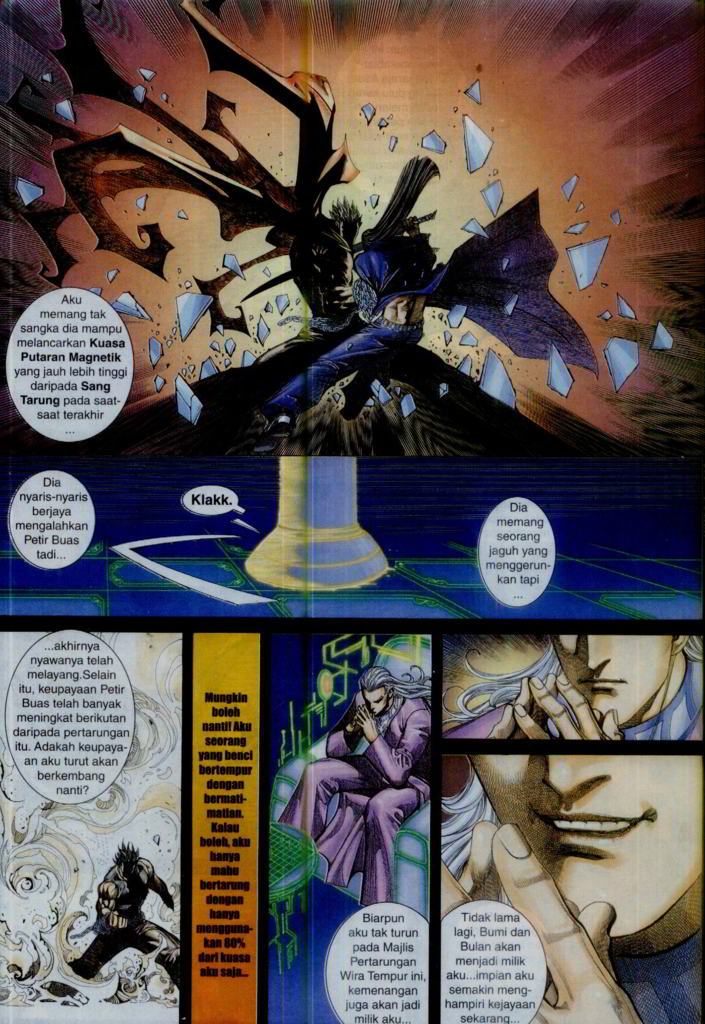 Aku
memang tak
sangka dia mampu
melancarkan Kuasa
Putaran Magnetik
yang jauh lebih tinggi
daripada Sang
Tarung pada saat-
saat terakhir
...
Dia
nyaris-nyaris
berjaya
mengalahkan
Petir Buas
tadi...
Klakk.
Dia
memang
seorang
jaguh yang
menggerun-
kan tapi
...
...akhirnya
nyawanya telah
melayang.Selain
itu, keupayaan Petir
Buas telah banyak
meningkat berikutan
daripada pertarungan
itu. Adakah keupaya-
an aku turut akan
berkembang
nanti?
Mungkin
boleh
nanti! Aku
seorang
yang benci
bertempur
dengan
bermati-
matian.
Kalau
boleh, aku
hanya
mahu
bertarung
dengan
hanya
mengguna-
kan 80%
dari kuasa
aku saja...
Biarpun
aku tak turun
pada Majlis
Pertarungan
Wira Tempur ini,
kemenangan
juga akan jadi
milik aku...
Tidak lama
lagi, Bumi dan
Bulan akan
menjadi milik
aku...impian aku
semakin meng-
hampiri kejayaan
sekarang...